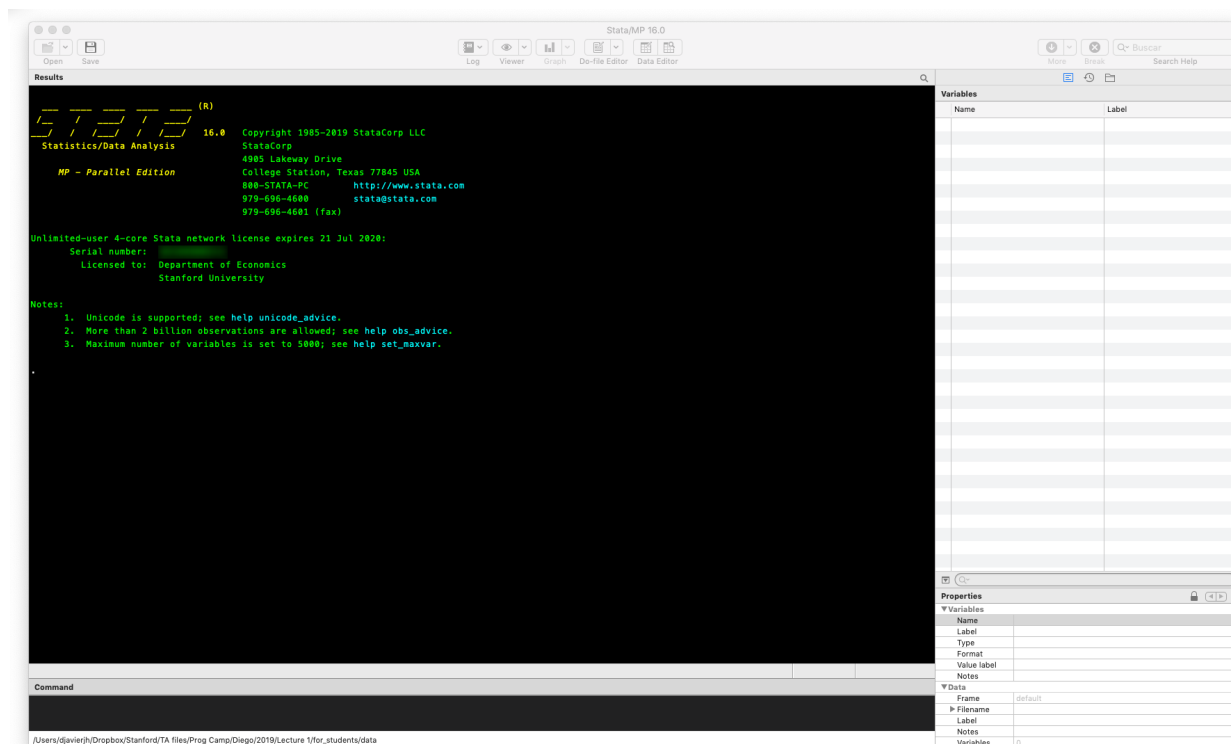 Stata/MP 16.0
Open Save Log Viewer Graph Do-file Editor Data Editor More Break Search Help
Buscar
Results
(R)
16.0 Copyright 1985-2019 StataCorp LLC
Statistics/Data Analysis StataCorp
4905 Lakeway Drive
MP - Parallel Edition College Station, Texas 77845 USA
800-STATA-PC http://www.stata.com
979-696-4600 stata@stata.com
979-696-4601 (fax)
Unlimited-user 4-core Stata network license expires 21 Jul 2020:
Serial number:
Licensed to: Department of Economics
Stanford University
Notes:
1. Unicode is supported; see help unicode_advice.
2. More than 2 billion observations are allowed; see help obs_advice.
3. Maximum number of variables is set to 5000; see help set_maxvar.
.
Command
/Users/djavierjh/Dropbox/Stanford/TA files/Prog Camp/Diego/2019/Lecture 1/for_students/data
Variables
Name Label
Properties
Variables
Name
Label
Type
Format
Value label
Notes
Data
Frame default
Filename
Label
Notes
Variables 0